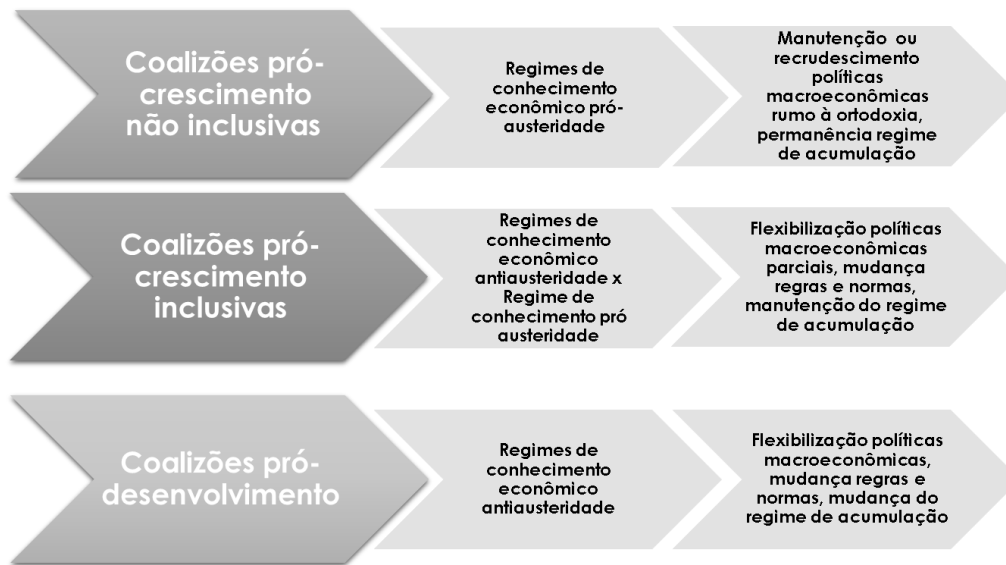 Coalizões pró-
crescimento
não inclusivas
Regimes de
conhecimento
econômico pró-
austeridade
Manutenção ou
recrudescimento
políticas
macroeconômicas
rumo à ortodoxia,
permanência regime
de acumulação
Coalizões pró-
crescimento
inclusivas
Regimes de
conhecimento
econômico
antiausteridade x
Regime de
conhecimento pró
austeridade
Flexibilização políticas
macroeconômicas
parciais, mudança
regras e normas,
manutenção do regime
de acumulação
Coalizões pró-
desenvolvimento
Regimes de
conhecimento
econômico
antiausteridade
Flexibilização políticas
macroeconômicas,
mudança regras e
normas, mudança do
regime de acumulação